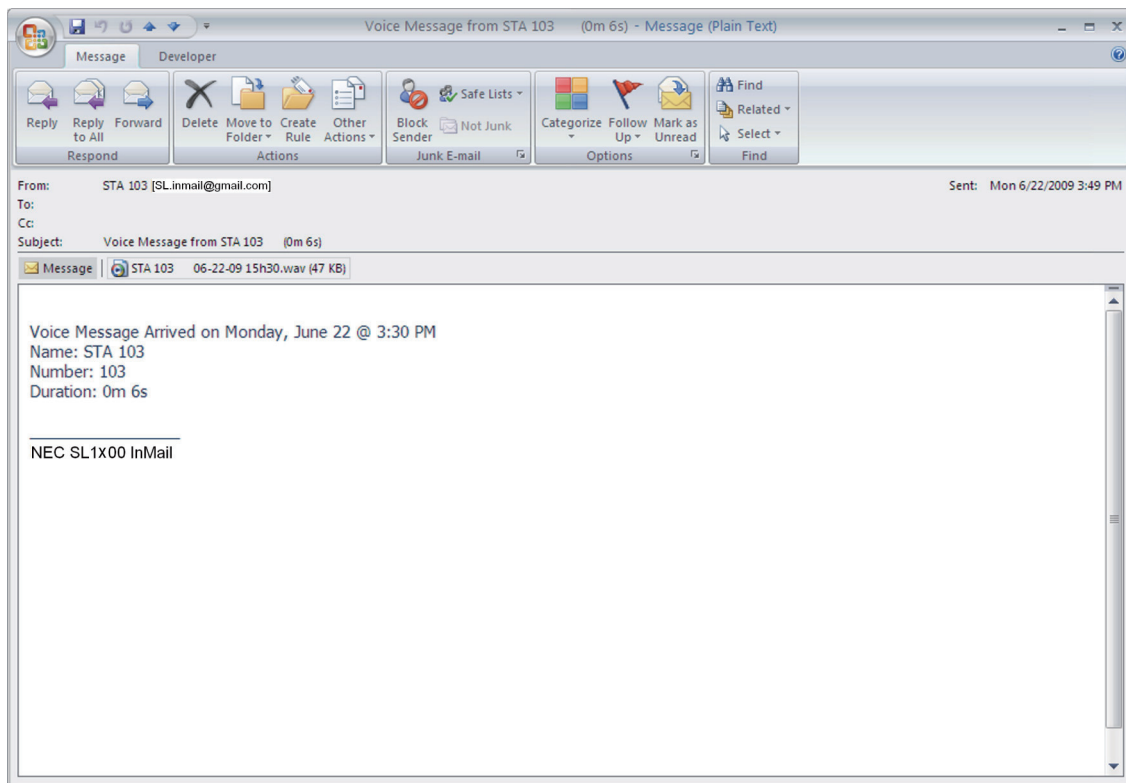 Voice Message from STA 103 (0m 6s) - Message (Plain Text)
Message Developer
Reply Reply to All Forward
Respond
Delete Move to Folder Create Rule Other Actions
Actions
Block Sender Safe Lists Not Junk
Junk E-mail
Categorize Follow Up Mark as Unread
Options
Find Related Select
Find
From: STA 103 [SL.inmail@gmail.com] Sent: Mon 6/22/2009 3:49 PM
To:
Cc:
Subject: Voice Message from STA 103 (0m 6s)
Message STA 103 06-22-09 15h30.wav (47 KB)
Voice Message Arrived on Monday, June 22 @ 3:30 PM
Name: STA 103
Number: 103
Duration: 0m 6s
NEC SL1X00 InMail